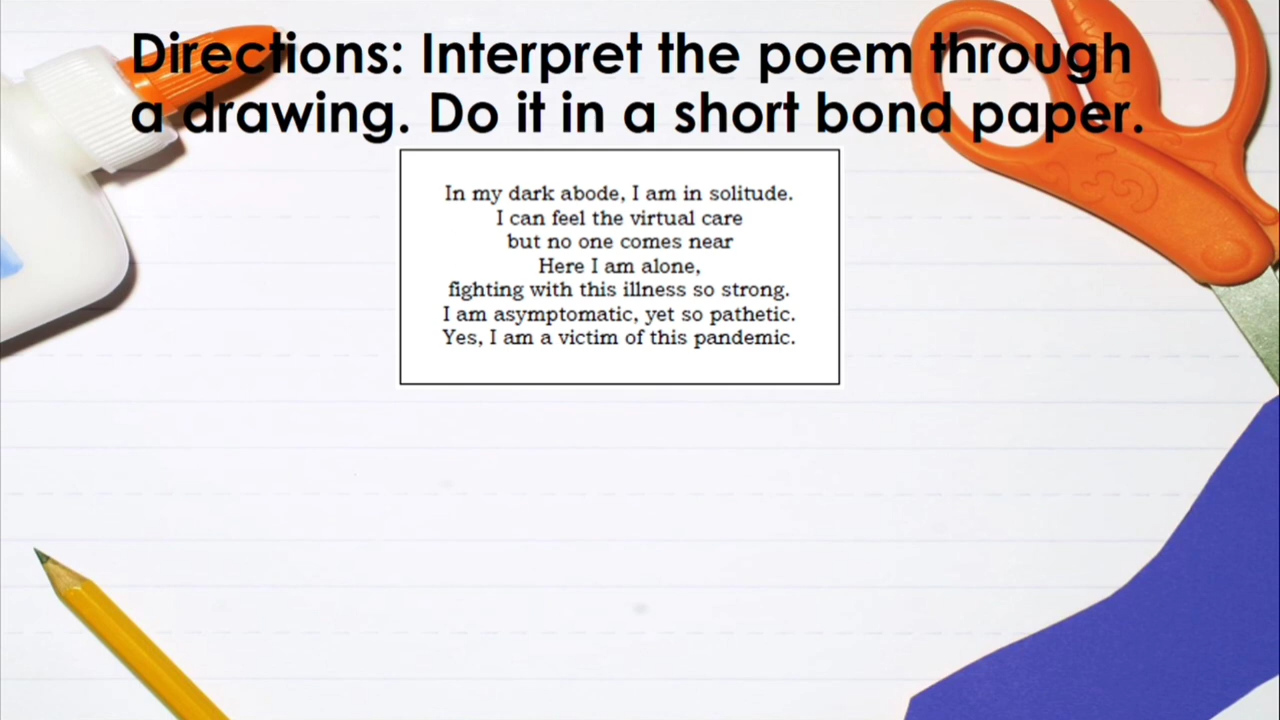 Directions: Interpret the poem through
a drawing. Do it in a short bond paper.
In my dark abode, I am in solitude.
I can feel the virtual care
but no one comes near
Here I am alone,
fighting with this illness so strong.
I am asymptomatic, yet so pathetic.
Yes, I am a victim of this pandemic.